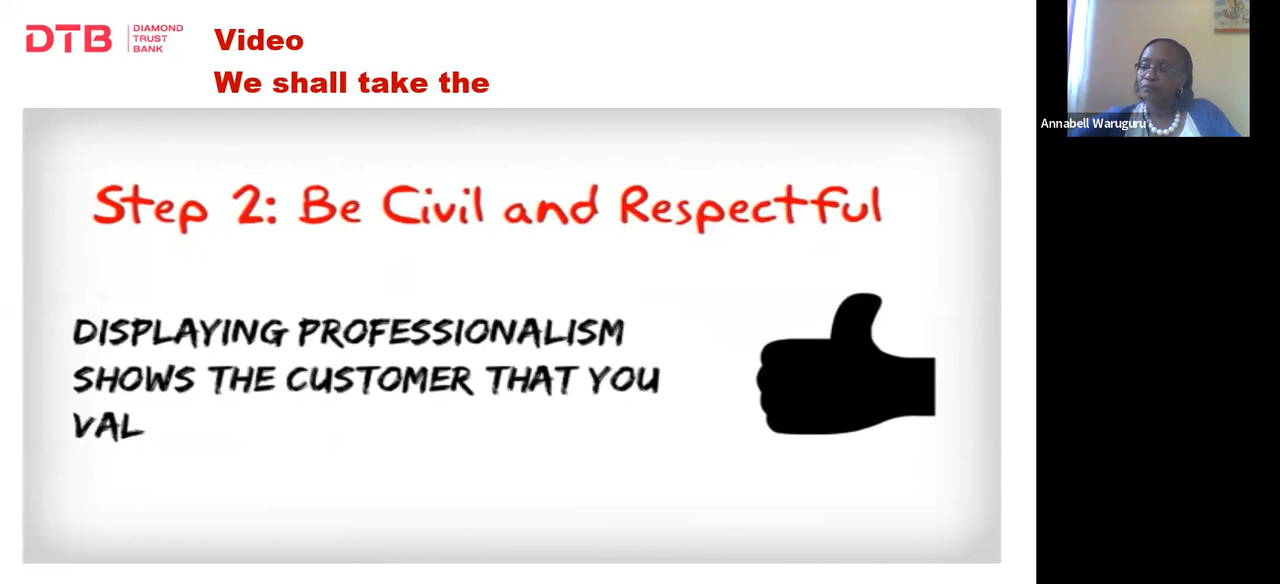 DTB
DIAMOND
TRUST
BANK
Video
We shall take the
Step 2: Be Civil and Respectful
DISPLAYING PROFESSIONALISM
SHOWS THE CUSTOMER THAT YOU
VAL
Annabell Waruguru